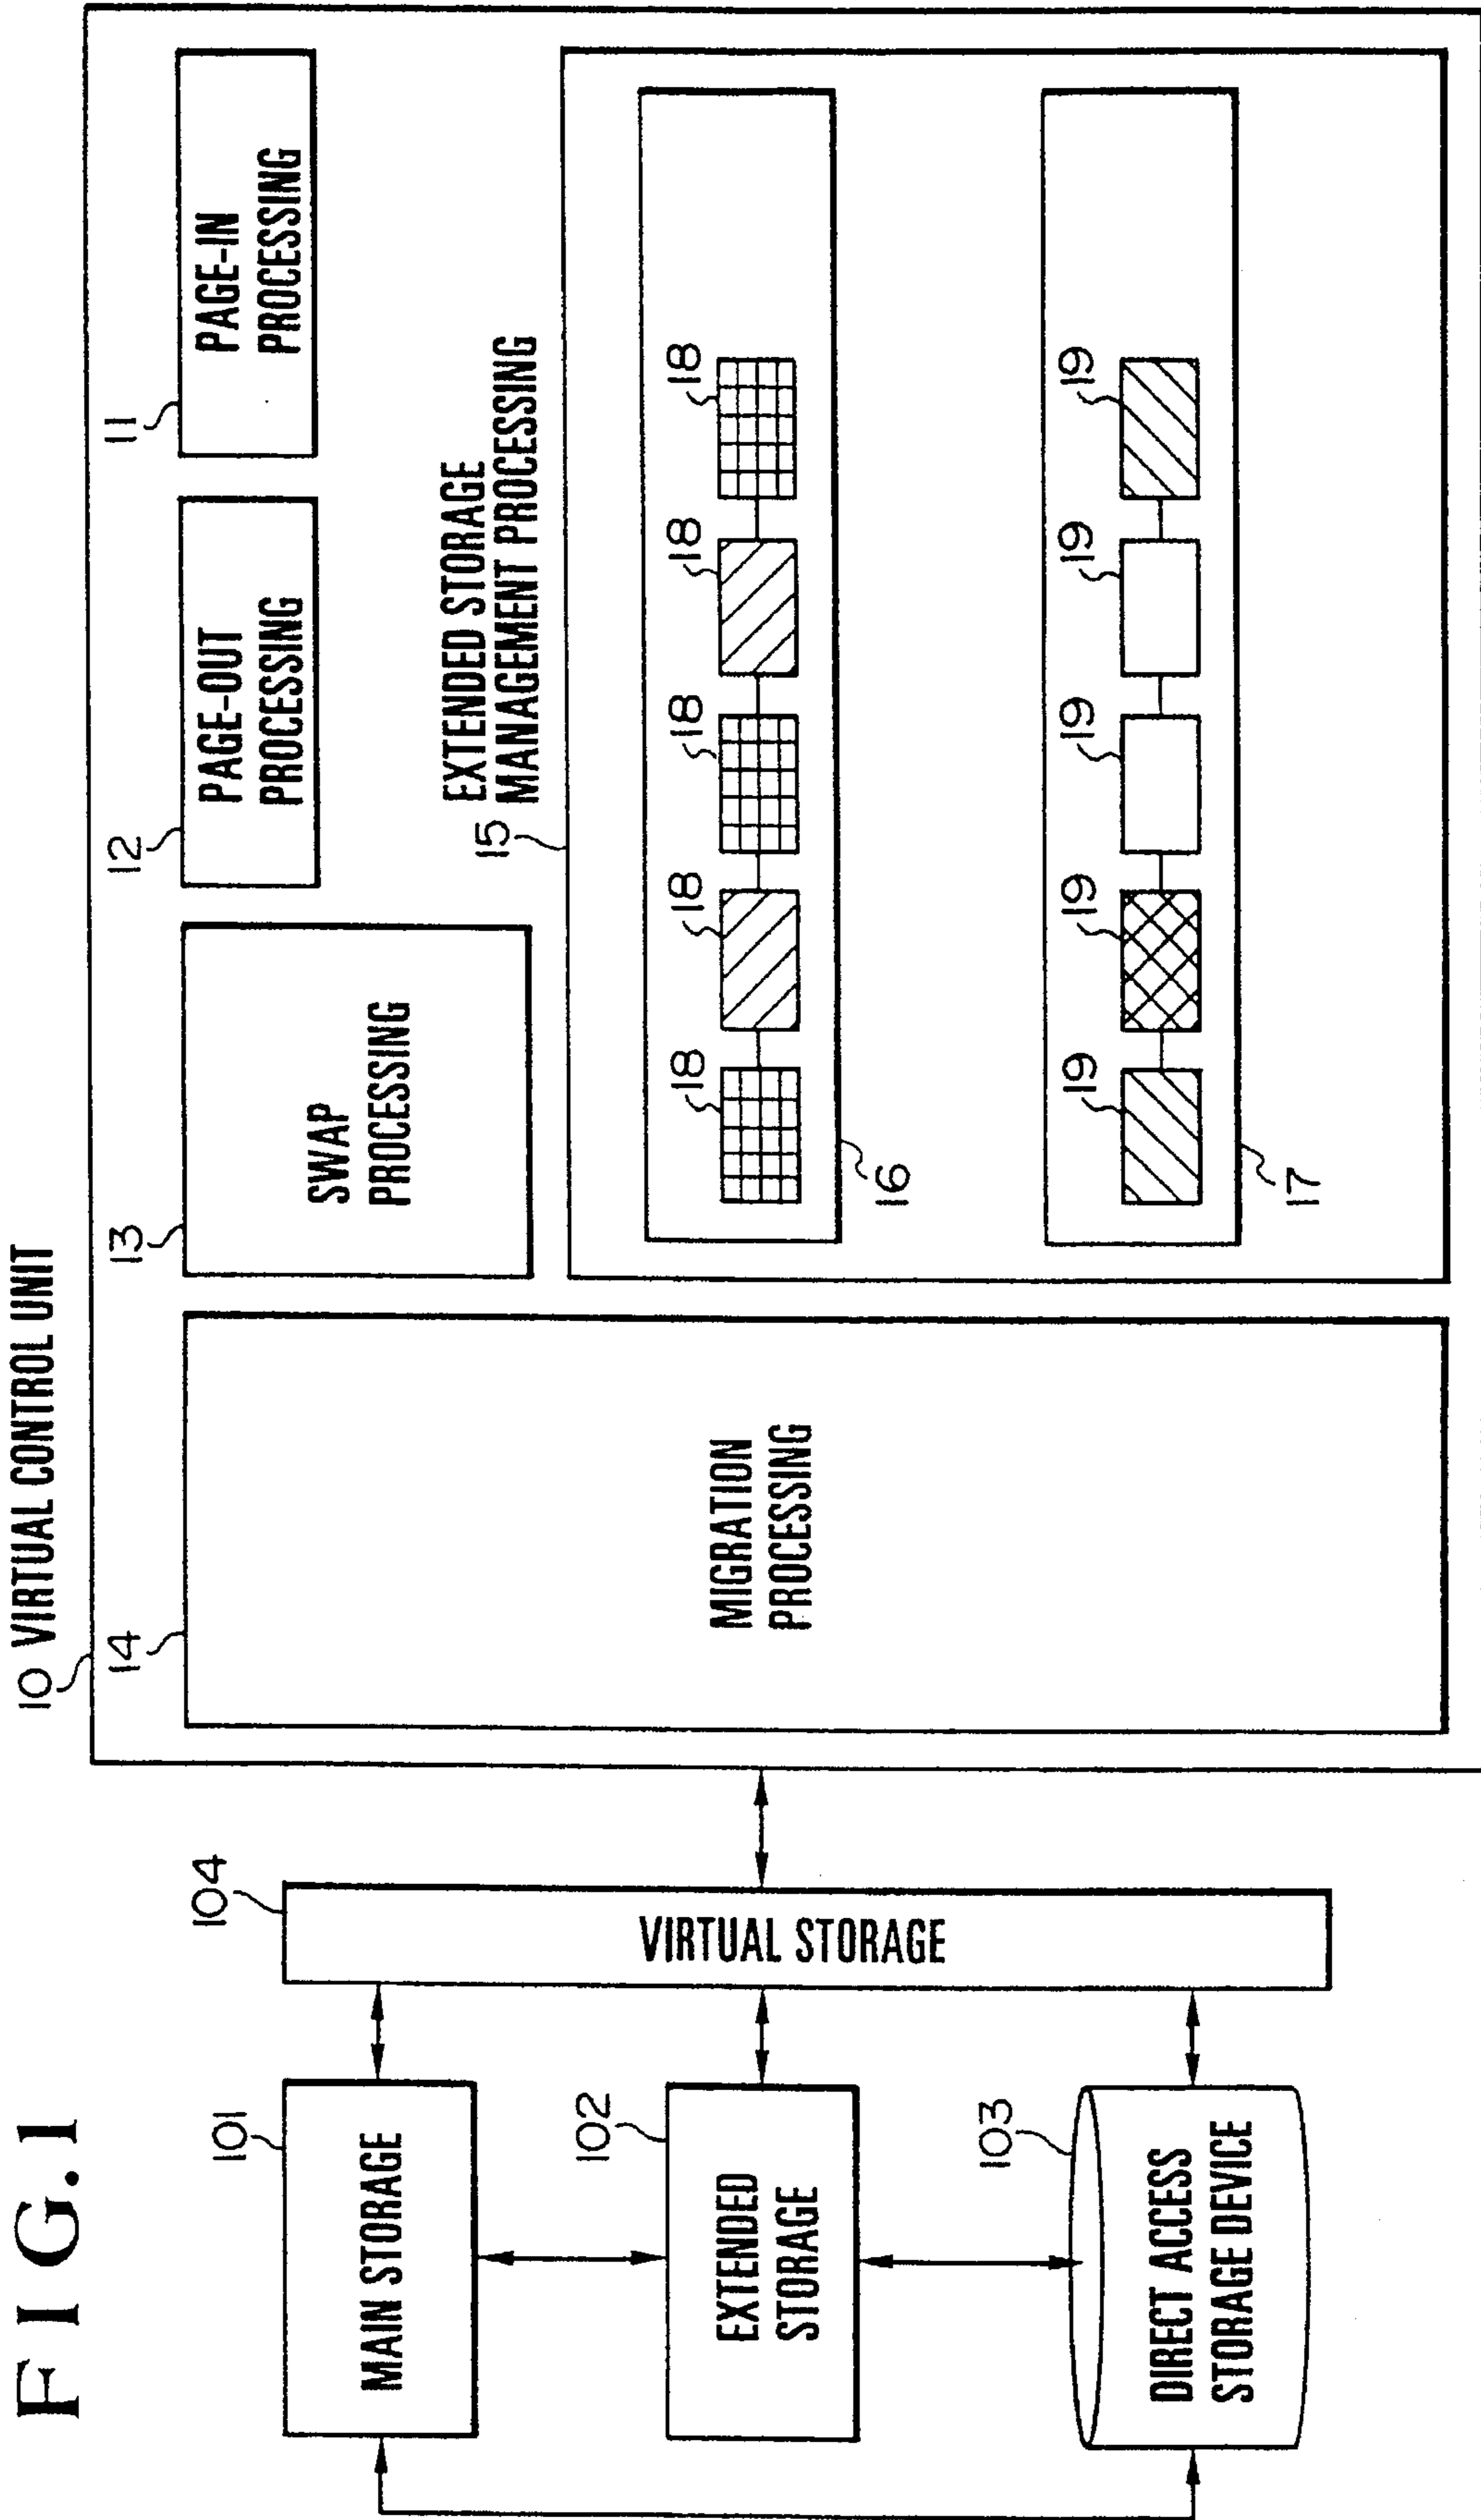 FIG.1
10 VIRTUAL CONTROL UNIT
14
13
12
11
MIGRATION
PROCESSING
SWAP
PROCESSING
PAGE-OUT
PROCESSING
PAGE-IN
PROCESSING
EXTENDED STORAGE
MANAGEMENT PROCESSING
15
18
18
18
18
18
16
19
19
19
19
19
17
104
VIRTUAL STORAGE
101
MAIN STORAGE
102
EXTENDED
STORAGE
103
DIRECT ACCESS
STORAGE DEVICE